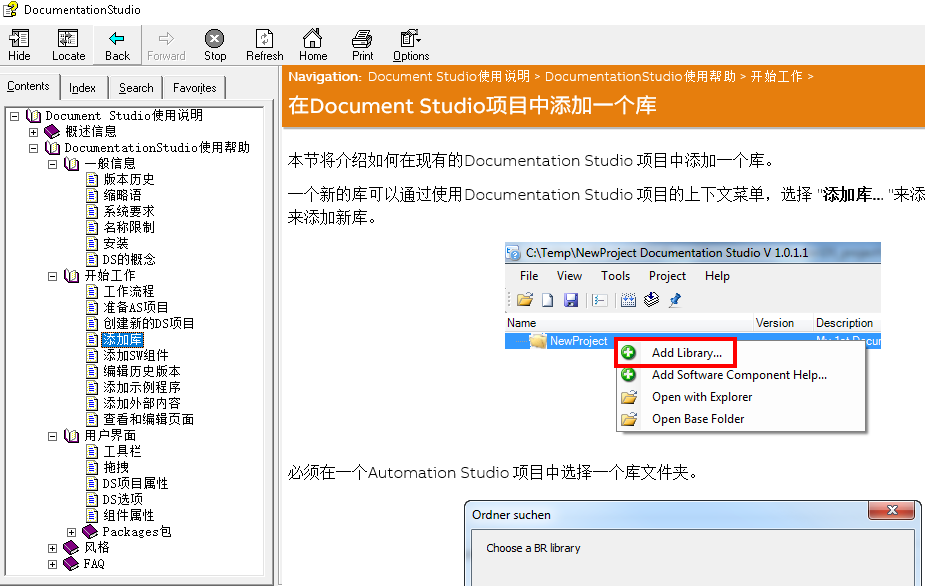 DocumentationStudio
Hide Locate Back Forward Stop Refresh Home Print Options
Contents Index Search Favorites
Document Studio使用说明
概述信息
DocumentationStudio使用帮助
一般信息
版本历史
缩略语
系统要求
名称限制
安装
DS的概念
开始工作
工作流程
准备AS项目
创建新的DS项目
添加库
添加SW组件
编辑历史版本
添加示例程序
添加外部内容
查看和编辑页面
用户界面
工具栏
拖拽
DS项目属性
DS选项
组件属性
Packages包
风格
FAQ
Navigation: Document Studio使用说明 > DocumentationStudio使用帮助 > 开始工作 >
在Document Studio项目中添加一个库
本节将介绍如何在现有的Documentation Studio 项目中添加一个库。
一个新的库可以通过使用Documentation Studio 项目的上下文菜单，选择 "添加库... "来添
来添加新库。
C:\Temp\NewProject Documentation Studio V 1.0.1.1
File View Tools Project Help
Name Version Description
NewProject My 1st Docum
Add Library...
Add Software Component Help...
Open with Explorer
Open Base Folder
必须在一个Automation Studio 项目中选择一个库文件夹。
Ordner suchen
Choose a BR library